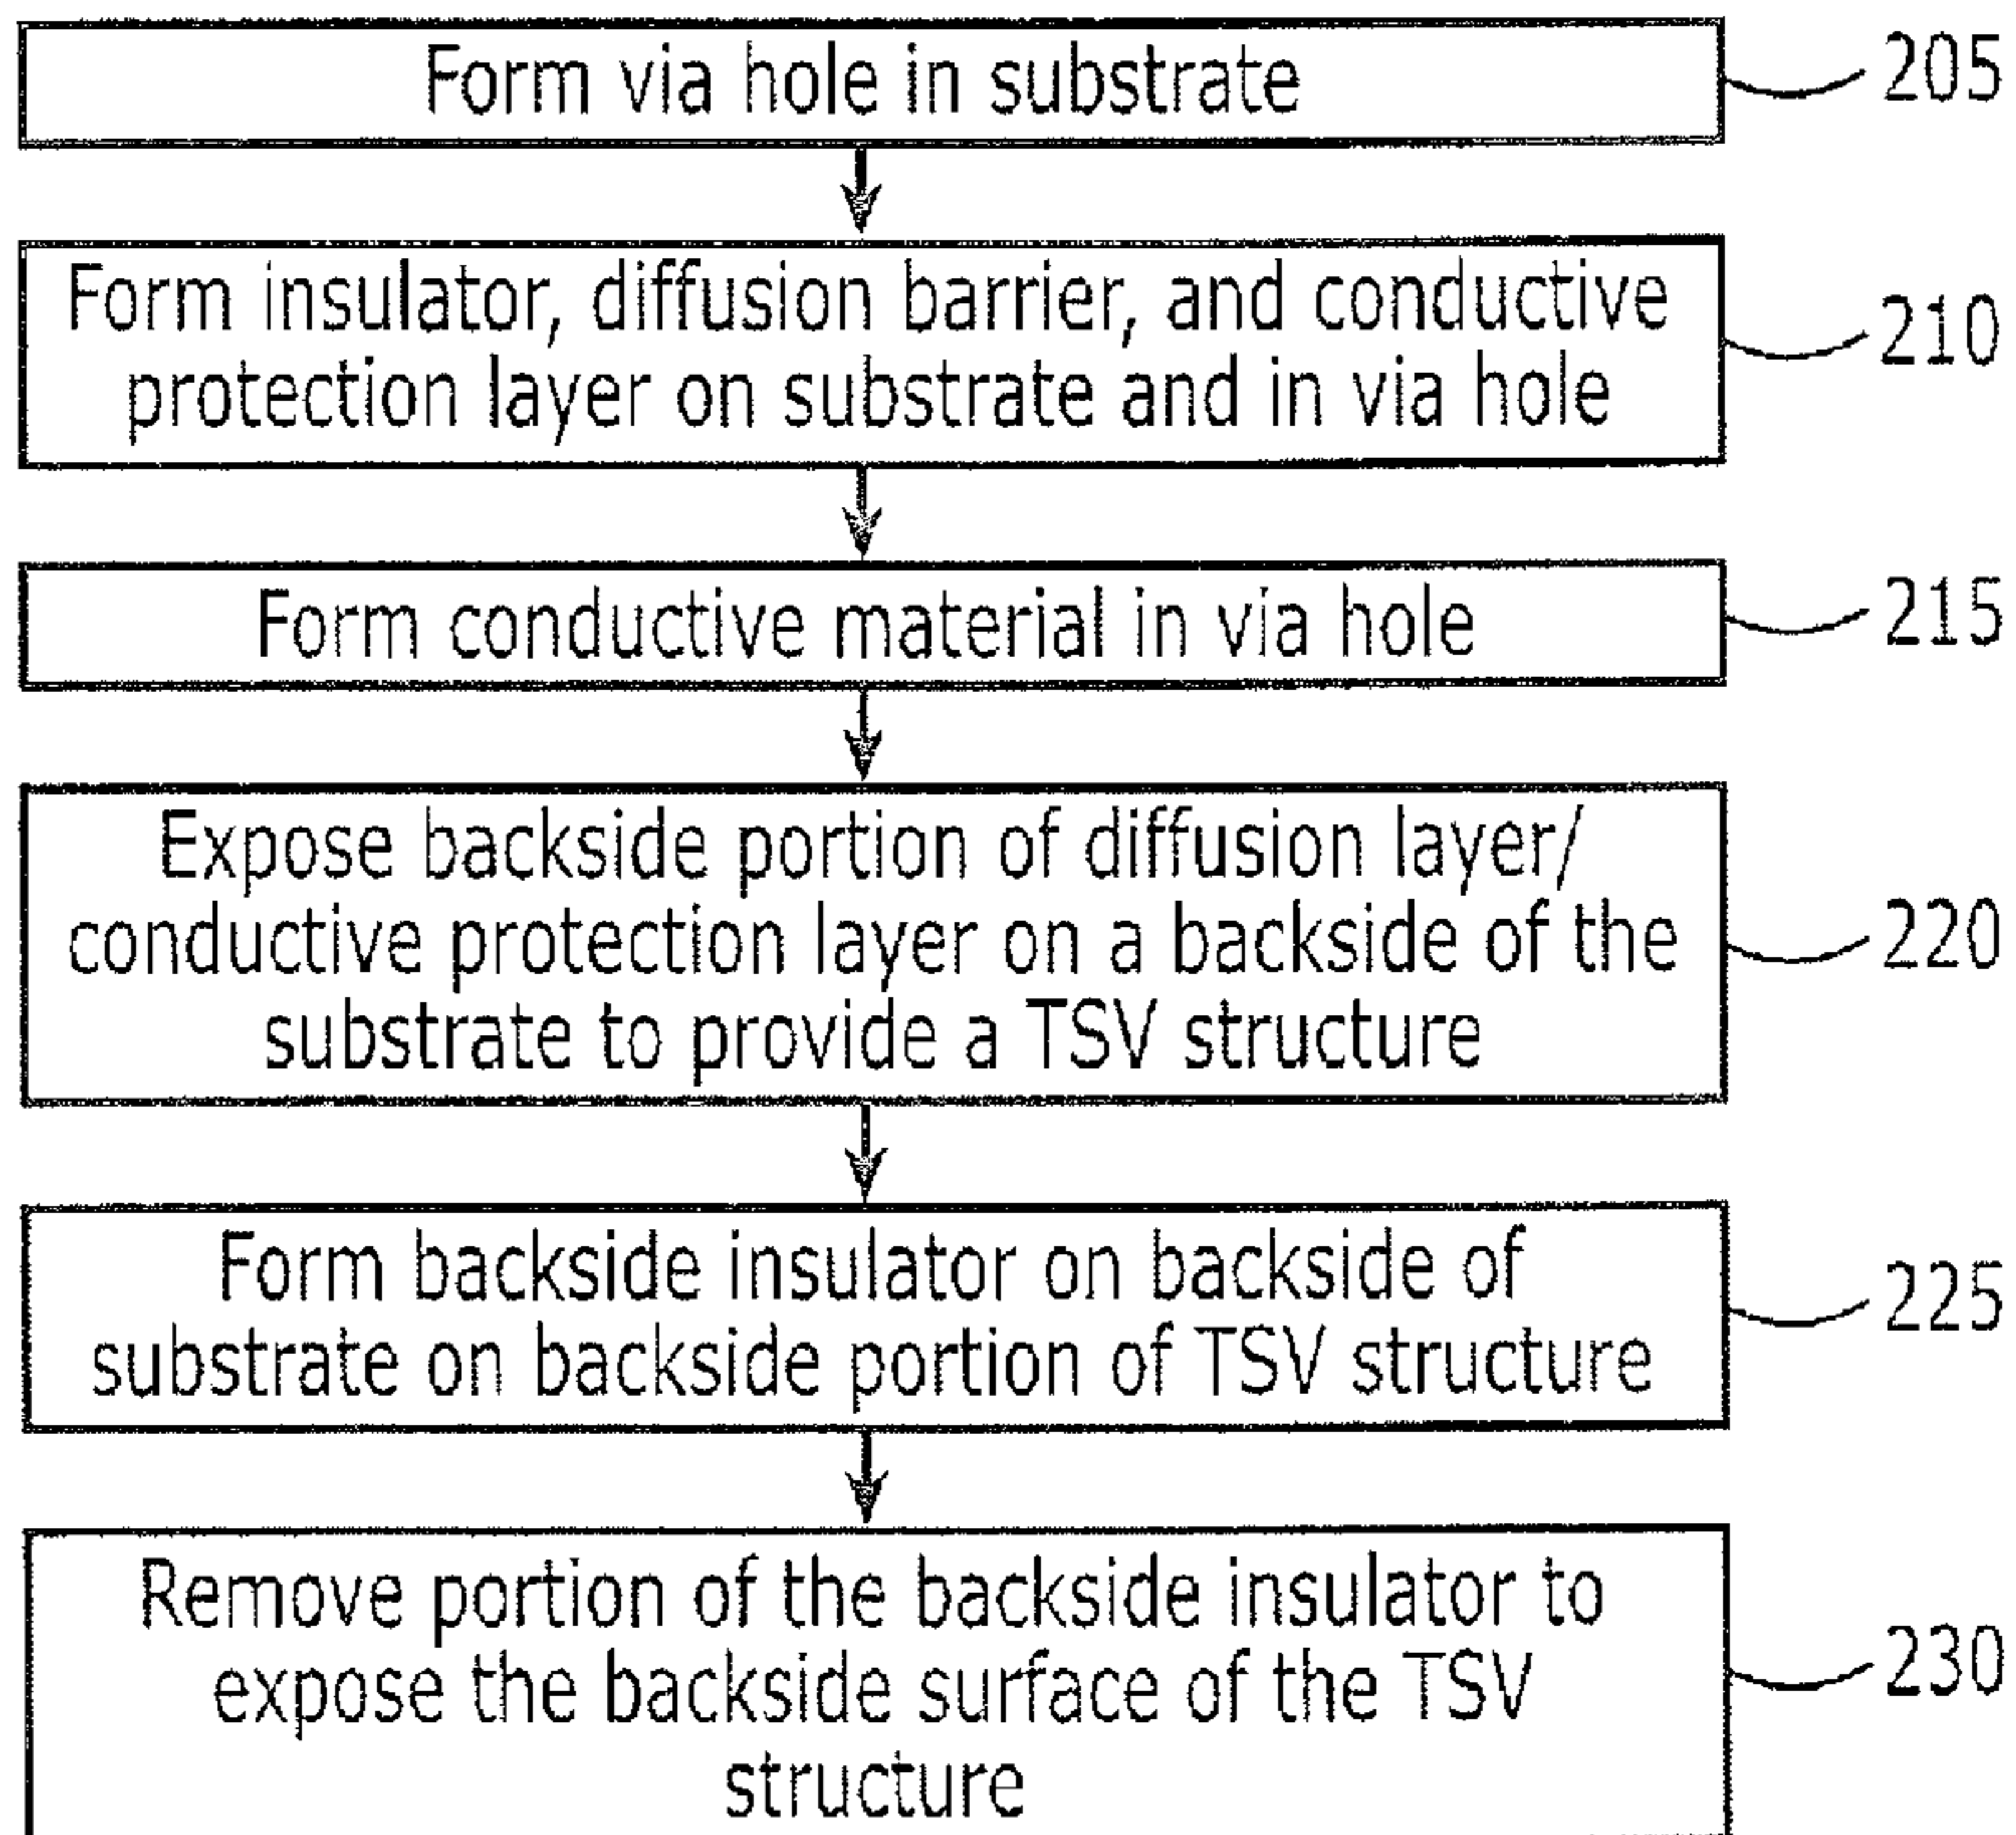 Form via hole in substrate
205
Form insulator, diffusion barrier, and conductive
protection layer on substrate and in via hole
210
Form conductive material in via hole
215
Expose backside portion of diffusion layer/
conductive protection layer on a backside of the
substrate to provide a TSV structure
220
Form backside insulator on backside of
substrate on backside portion of TSV structure
225
Remove portion of the backside insulator to
expose the backside surface of the TSV
structure
230